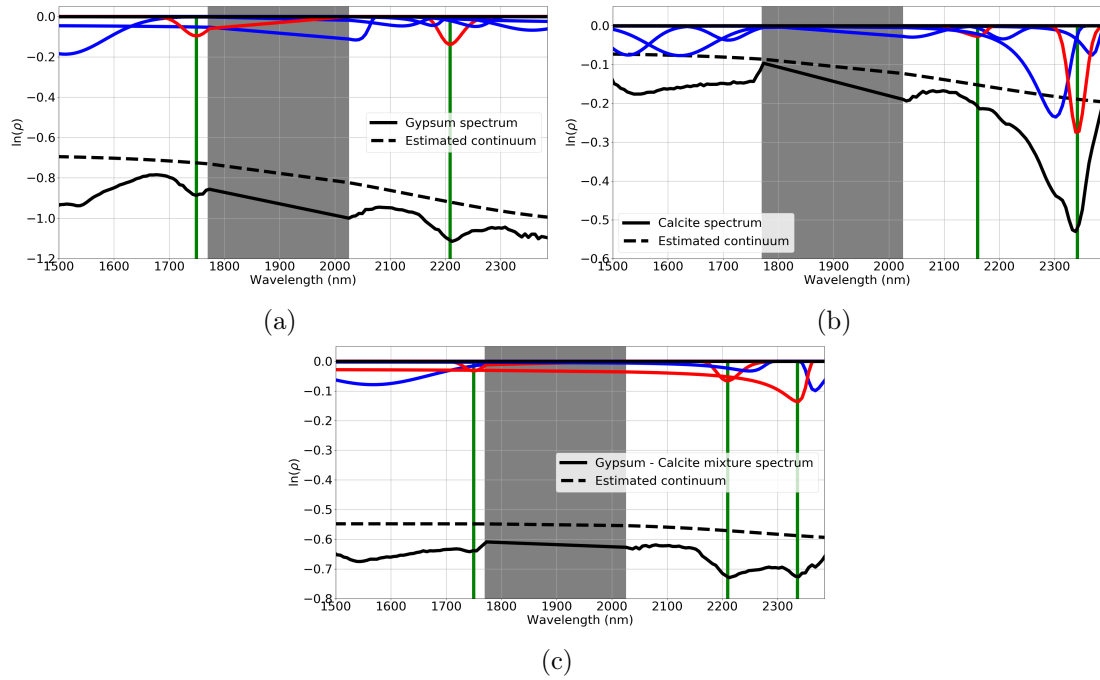 0.0
−0.2
−0.4
−0.6
−0.8
−1.0
−1.2
ln(ρ)
Gypsum spectrum
Estimated continuum
1500 1600 1700 1800 1900 2000 2100 2200 2300
Wavelength (nm)
(a)
0.0
−0.1
−0.2
−0.3
−0.4
−0.5
−0.6
ln(ρ)
Calcite spectrum
Estimated continuum
1500 1600 1700 1800 1900 2000 2100 2200 2300
Wavelength (nm)
(b)
0.0
−0.1
−0.2
−0.3
−0.4
−0.5
−0.6
−0.7
−0.8
ln(ρ)
Gypsum - Calcite mixture spectrum
Estimated continuum
1500 1600 1700 1800 1900 2000 2100 2200 2300
Wavelength (nm)
(c)